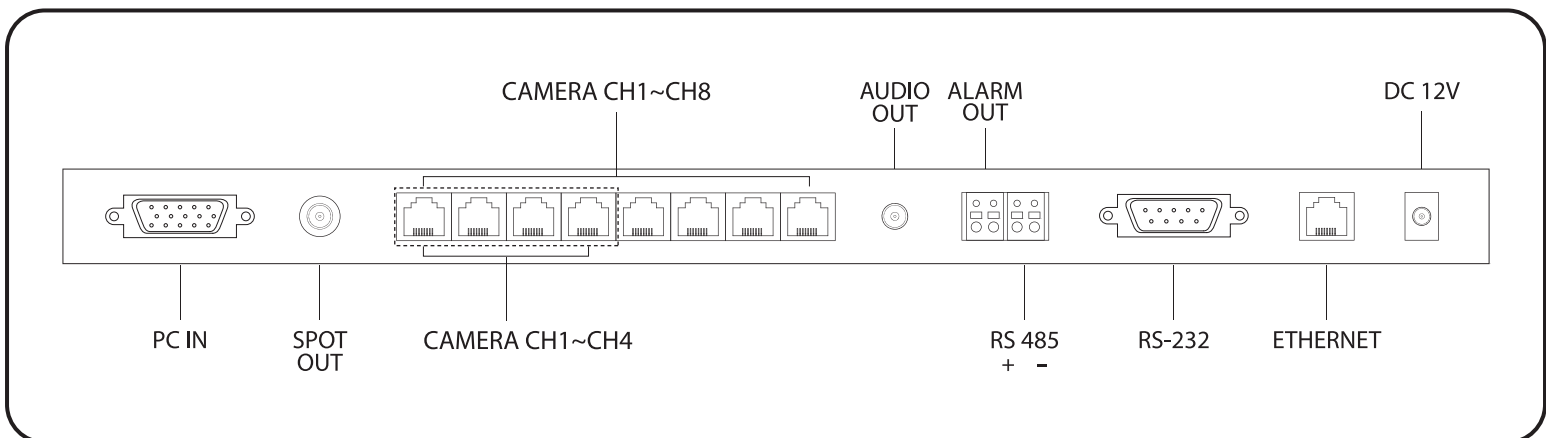 CAMERA CH1~CH8
AUDIO
OUT
ALARM
OUT
DC 12V
PC IN
SPOT
OUT
CAMERA CH1~CH4
RS 485
+ -
RS-232
ETHERNET